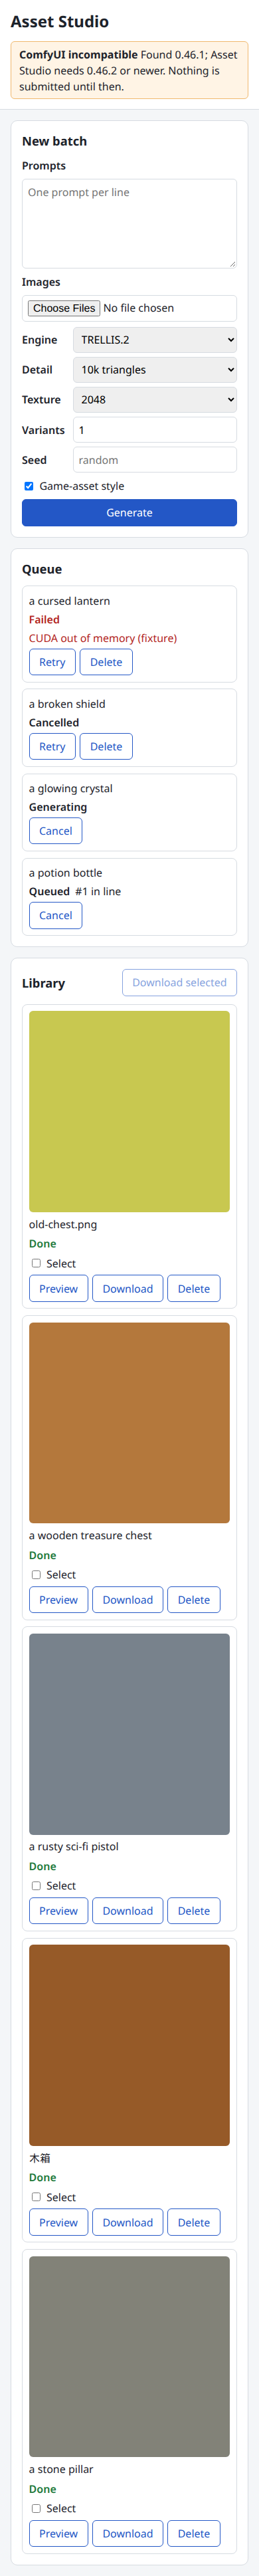 Asset Studio
ComfyUI incompatible Found 0.46.1; Asset
Studio needs 0.46.2 or newer. Nothing is
submitted until then.
New batch
Prompts
One prompt per line
Images
Choose Files No file chosen
Engine TRELLIS.2
Detail 10k triangles
Texture 2048
Variants 1
Seed random
Game-asset style
Generate
Queue
a cursed lantern
Failed
CUDA out of memory (fixture)
Retry Delete
a broken shield
Cancelled
Retry Delete
a glowing crystal
Generating
Cancel
a potion bottle
Queued #1 in line
Cancel
Library Download selected
old-chest.png
Done
Select
Preview Download Delete
a wooden treasure chest
Done
Select
Preview Download Delete
a rusty sci-fi pistol
Done
Select
Preview Download Delete
木箱
Done
Select
Preview Download Delete
a stone pillar
Done
Select
Preview Download Delete